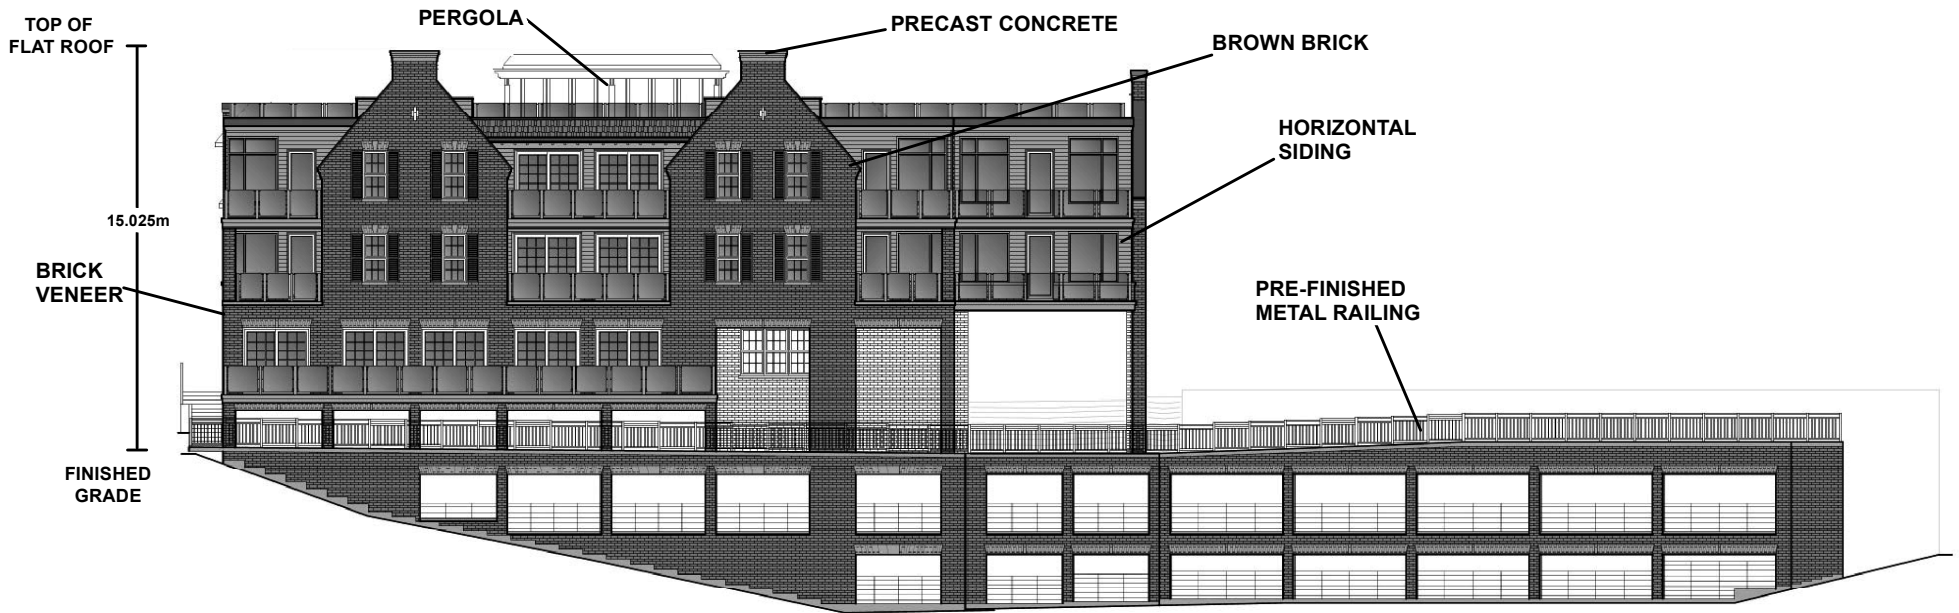 TOP OF
FLAT ROOF
PERGOLA
PRECAST CONCRETE
BROWN BRICK
HORIZONTAL
SIDING
15.025m
BRICK
VENEER
PRE-FINISHED
METAL RAILING
FINISHED
GRADE